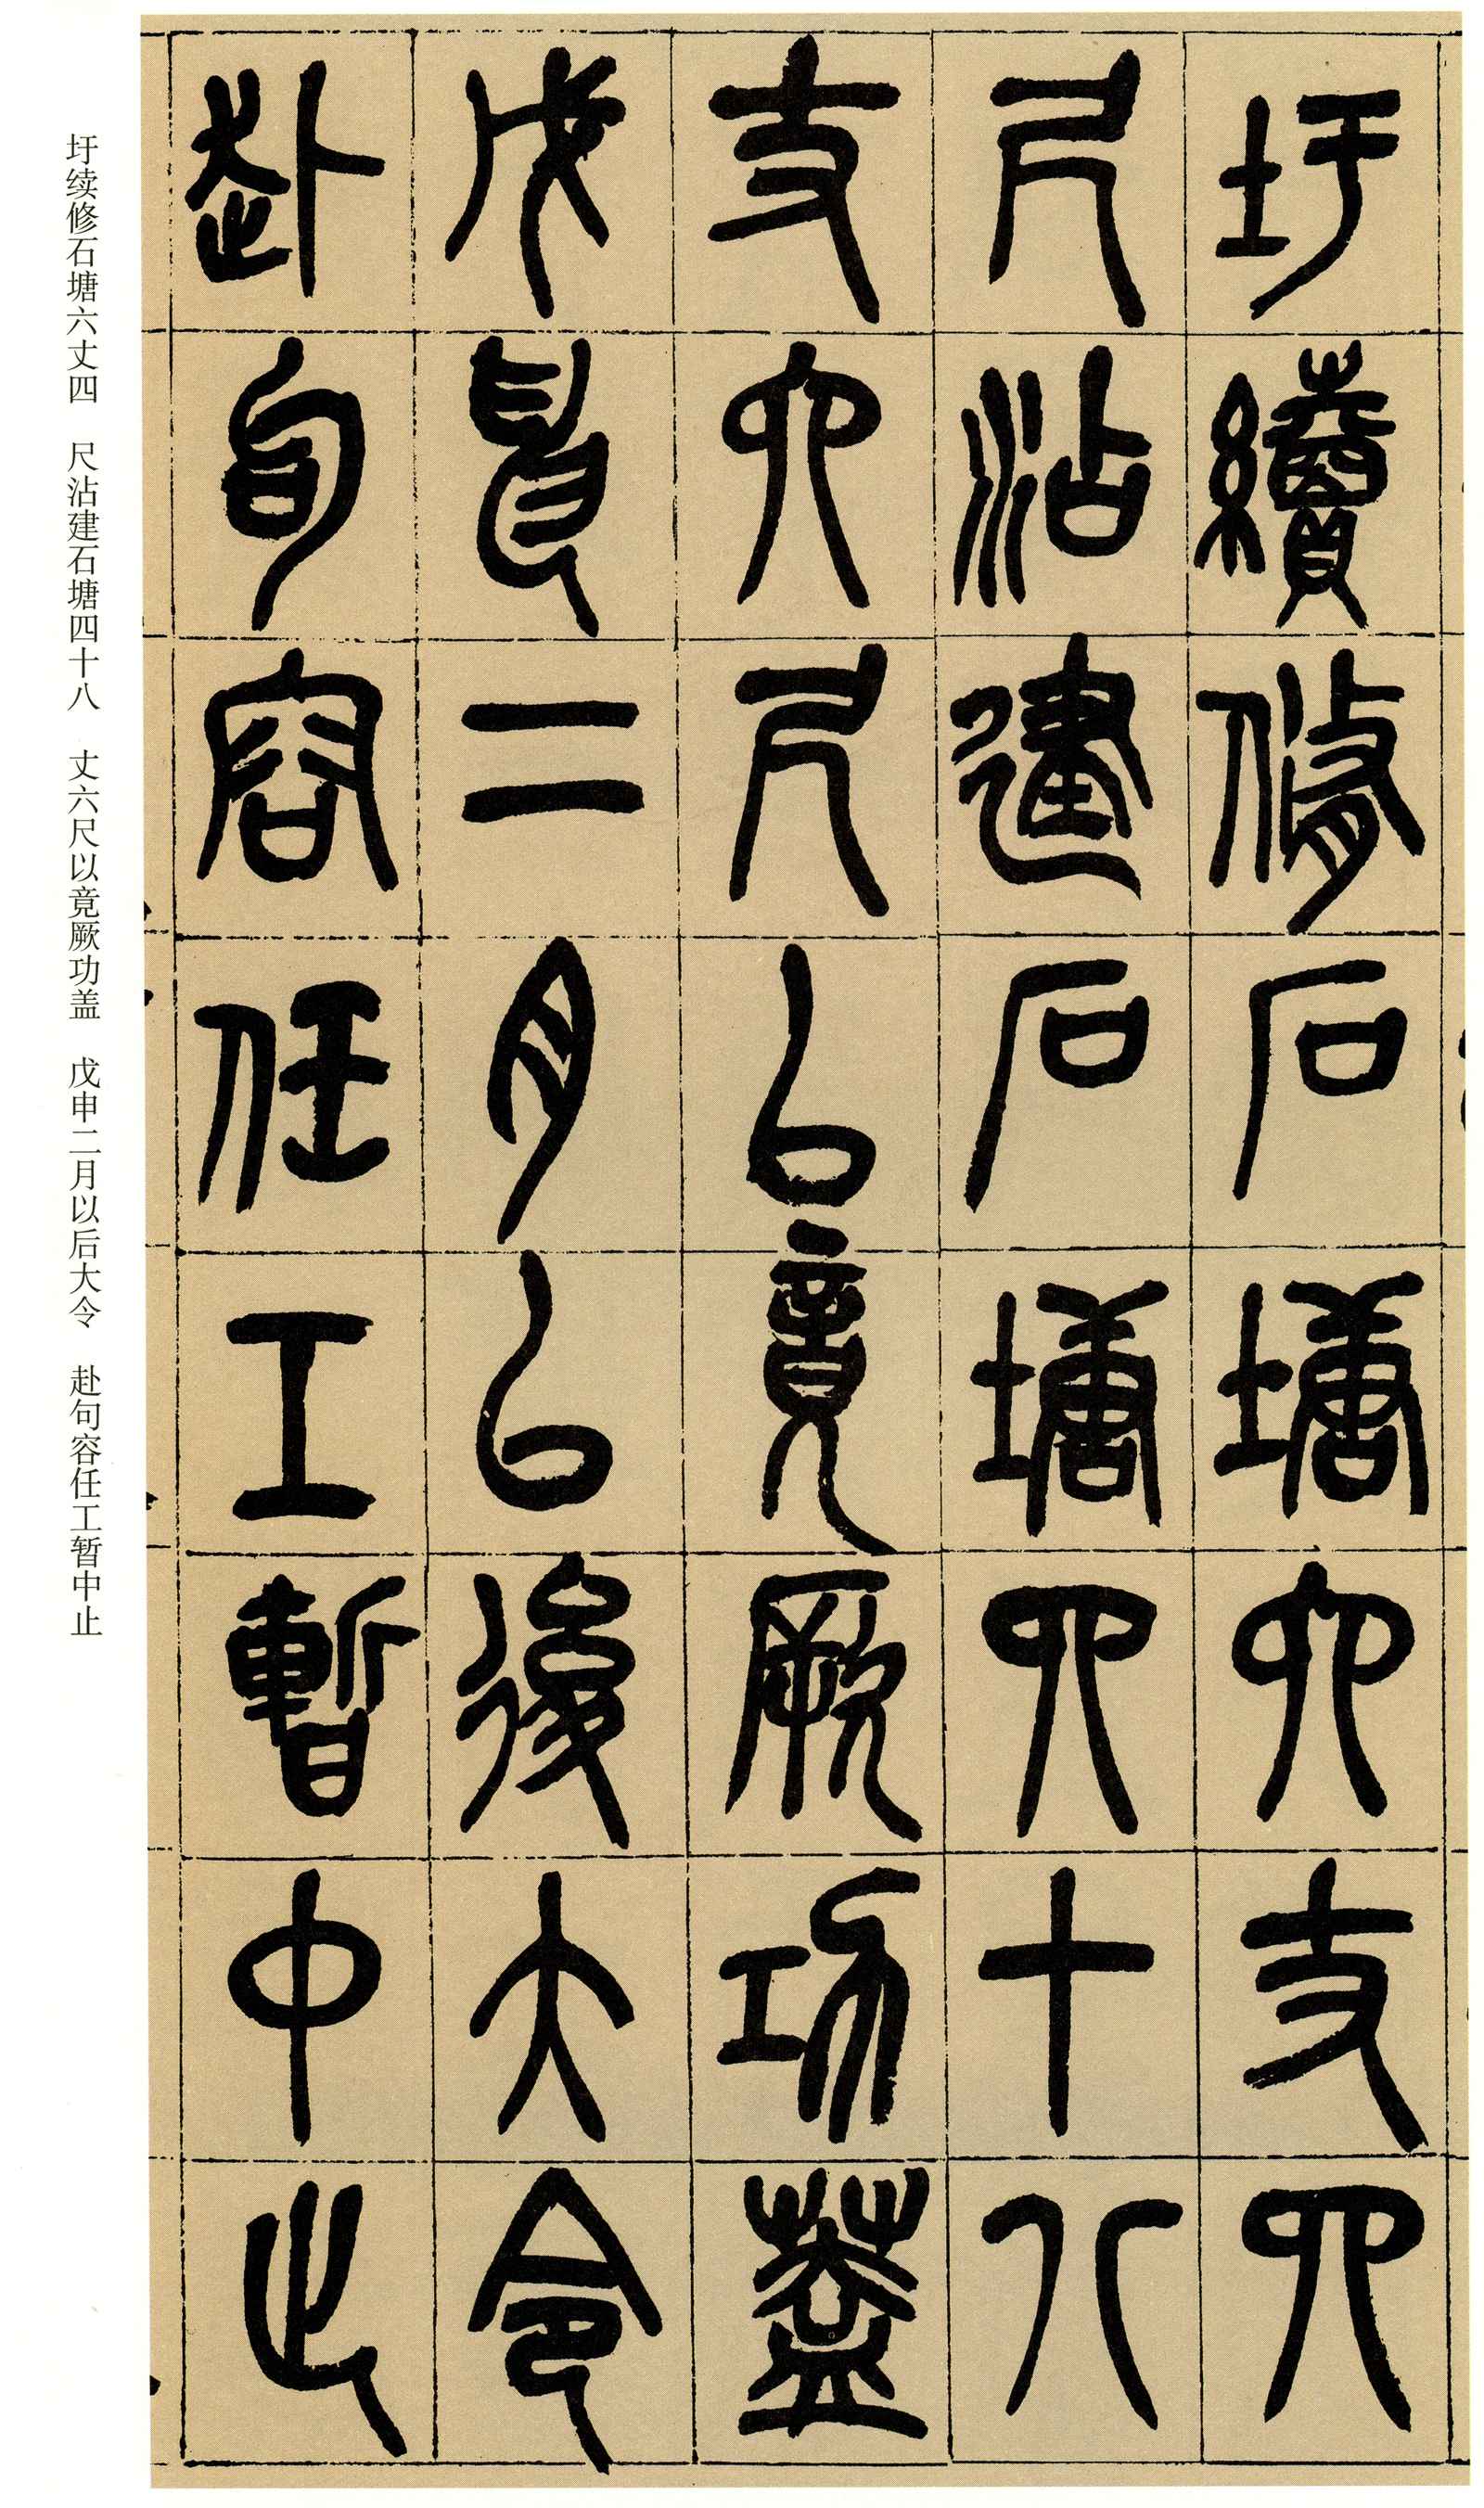 圩續修石塘六丈四
尺沾建石塘四十八
丈六尺以竟厥功蓋
戊申二月以後大令
赴句容任工暫中止
圩续修石塘六丈四 尺沾建石塘四十八 丈六尺以竟厥功盖 戊申二月以后大令 赴句容任工暂中止